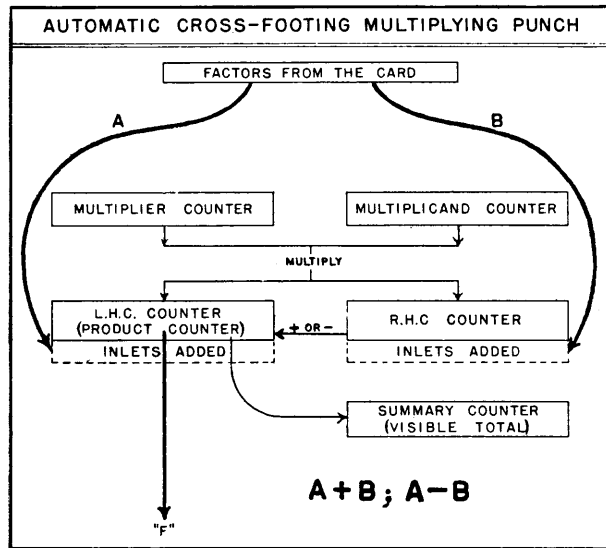 AUTOMATIC CROSS-FOOTING MULTIPLYING PUNCH
FACTORS FROM THE CARD
A
B
MULTIPLIER COUNTER
MULTIPLICAND COUNTER
MULTIPLY
L.H.C. COUNTER
(PRODUCT COUNTER)
INLETS ADDED
+ OR -
R.H.C COUNTER
INLETS ADDED
SUMMARY COUNTER
(VISIBLE TOTAL)
A+B; A-B
"F"